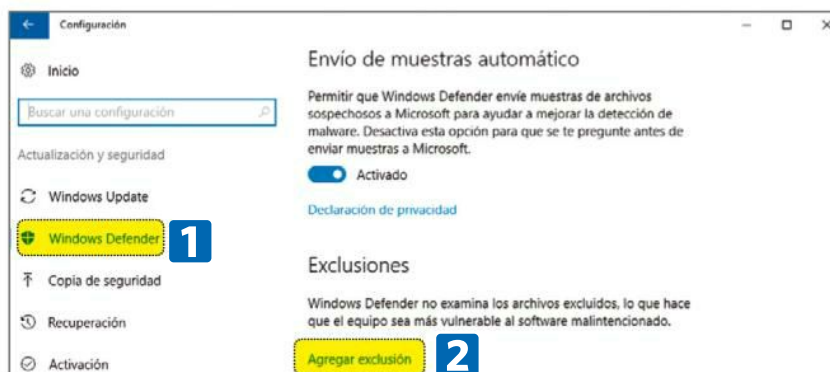 Configuración
Inicio
Buscar una configuración
Actualización y seguridad
Windows Update
Windows Defender
1
Copia de seguridad
Recuperación
Activación
Envío de muestras automático
Permitir que Windows Defender envíe muestras de archivos
sospechosos a Microsoft para ayudar a mejorar la detección de
malware. Desactiva esta opción para que se te pregunte antes de
enviar muestras a Microsoft.
Activado
Declaración de privacidad
Exclusiones
Windows Defender no examina los archivos excluidos, lo que hace
que el equipo sea más vulnerable al software malintencionado.
Agregar exclusión
2